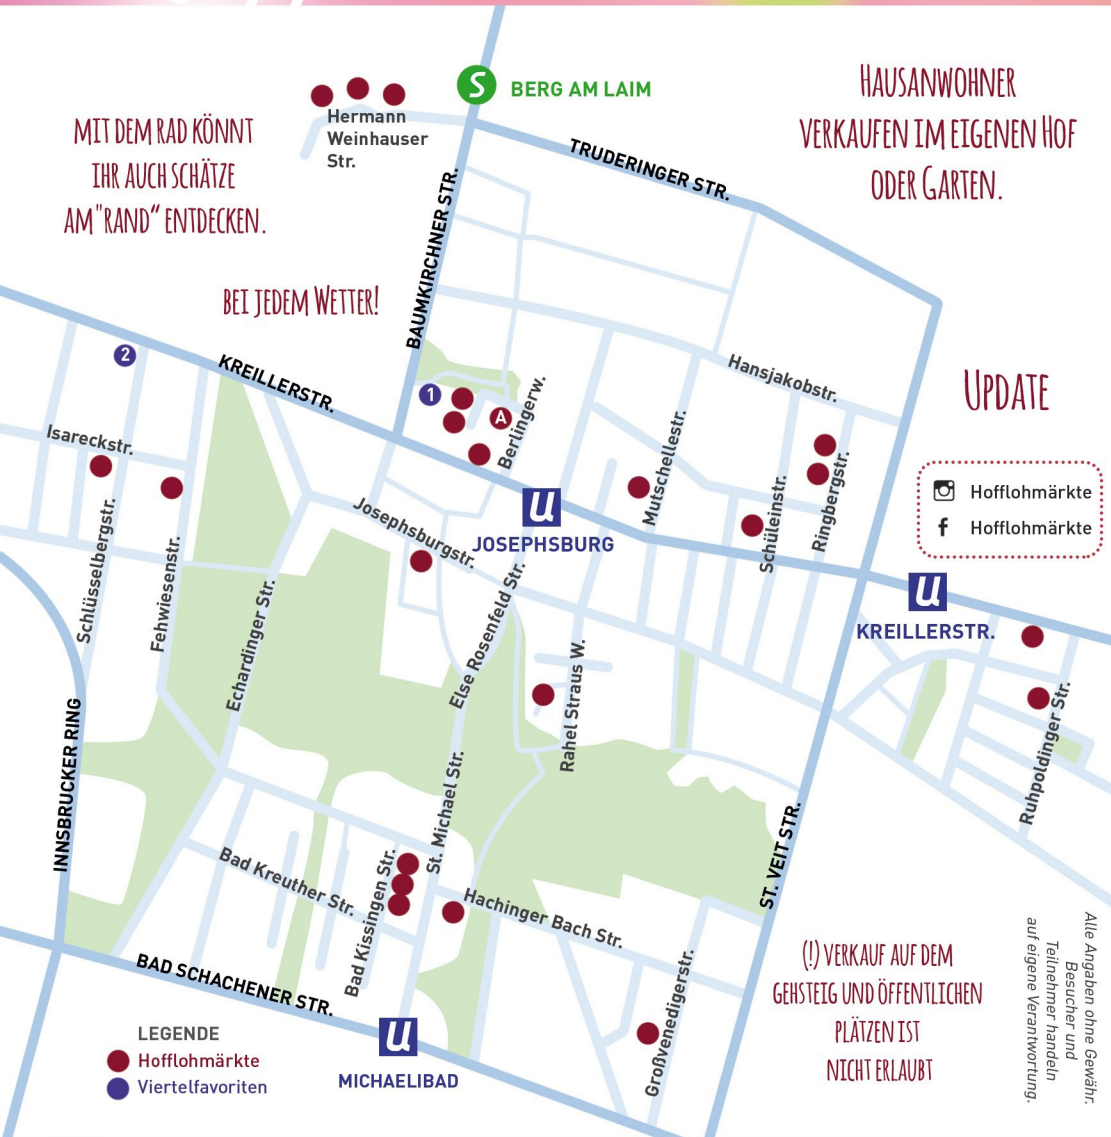 S
BERG AM LAIM
Hermann
Weinhauser
Str.
MIT DEM RAD KÖNNT
IHR AUCH SCHÄTZE
AM"RAND“ ENTDECKEN.
HAUSANWOHNER
VERKAUFEN IM EIGENEN HOF
ODER GARTEN.
TRUDERINGER STR.
BAUMKIRCHNER STR.
BEI JEDEM WETTER!
2
KREILLERSTR.
1
A
Berlingerw.
Hansjakobstr.
UPDATE
Isareckstr.
Mutschellestr.
Schüleinstr.
Ringbergstr.
Hofflohmärkte
f
Hofflohmärkte
Schlüsselbergstr.
Fehwiesenstr.
Josephsburgstr.
U
JOSEPHSBURG
U
KREILLERSTR.
Echardinger Str.
Else Rosenfeld Str.
Rahel Straus W.
Ruhpoldinger Str.
INNSBRUCKER RING
St. Michael Str.
ST. VEIT STR.
Bad Kreuther Str.
Bad Kissingen Str.
Hachinger Bach Str.
Großvenedigerstr.
BAD SCHACHENER STR.
U
MICHAELIBAD
LEGENDE
Hofflohmärkte
Viertelfavoriten
(!) VERKAUF AUF DEM
GEHSTEIG UND ÖFFENTLICHEN
PLÄTZEN IST
NICHT ERLAUBT
Alle Angaben ohne Gewähr.
Besucher und
Teilnehmer handeln
auf eigene Verantwortung.